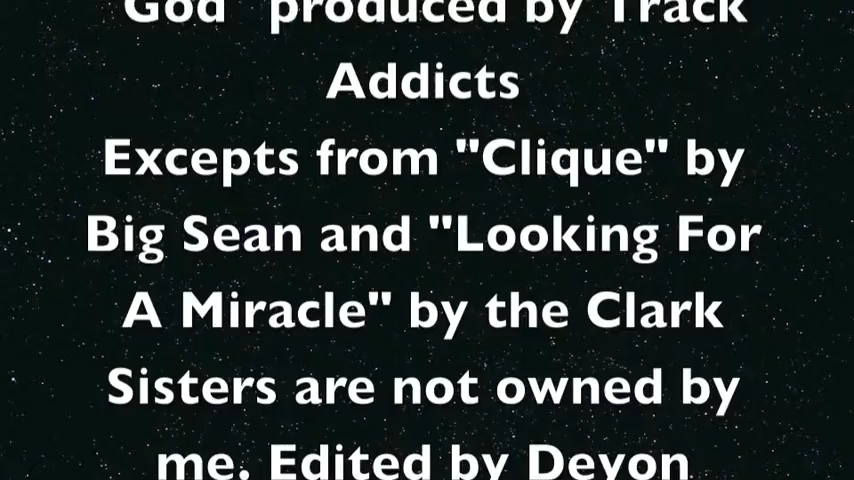 God" produced by Track
Addicts
Excepts from "Clique" by
Big Sean and "Looking For
A Miracle" by the Clark
Sisters are not owned by
me. Edited by Devon